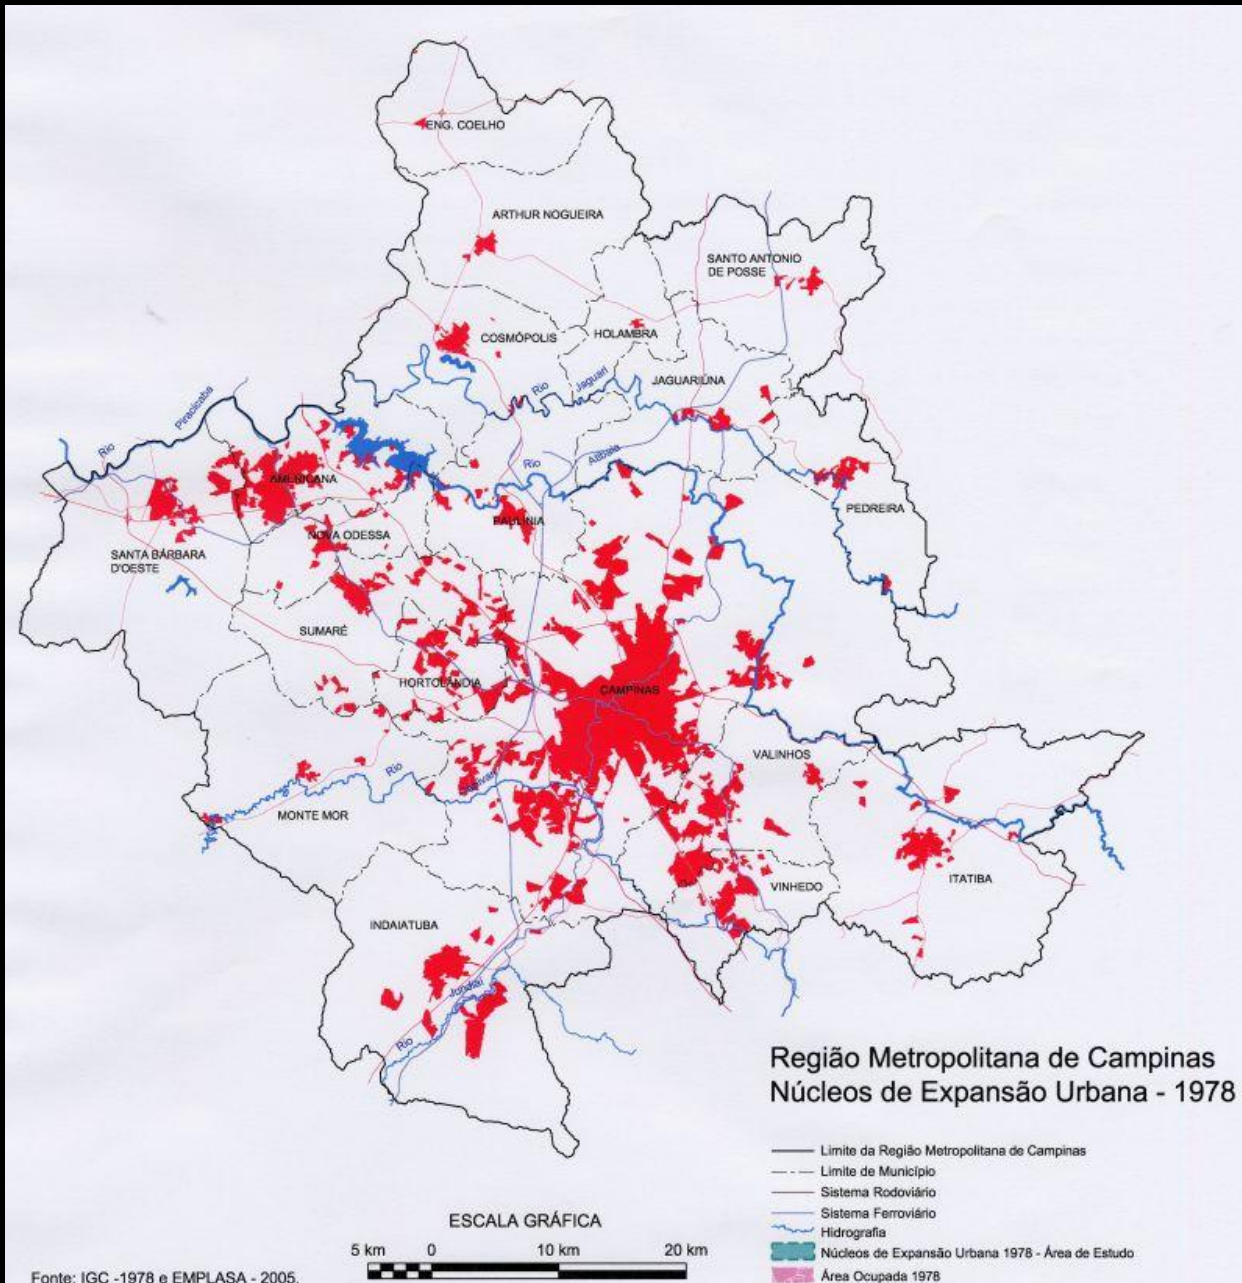 ENG. COELHO
ARTHUR NOGUEIRA
SANTO ANTONIO
DE POSSE
COSMÓPOLIS
HOLAMBRA
JAGUARIÚNA
Rio
Jaguari
Rio
Piracicaba
Rio
Atibaia
AMERICANA
PAULÍNIA
PEDREIRA
NOVA ODESSA
SANTA BÁRBARA
D'OESTE
SUMARÉ
HORTOLÂNDIA
CAMPINAS
VALINHOS
Rio
Capivari
MONTE MOR
ITATIBA
VINHEDO
INDAIATUBA
Rio
Jundiaí
Região Metropolitana de Campinas
Núcleos de Expansão Urbana - 1978
Limite da Região Metropolitana de Campinas
Limite de Município
Sistema Rodoviário
Sistema Ferroviário
Hidrografia
Núcleos de Expansão Urbana 1978 - Área de Estudo
Área Ocupada 1978
ESCALA GRÁFICA
5 km 0 10 km 20 km
Fonte: IGC -1978 e EMPLASA - 2005.